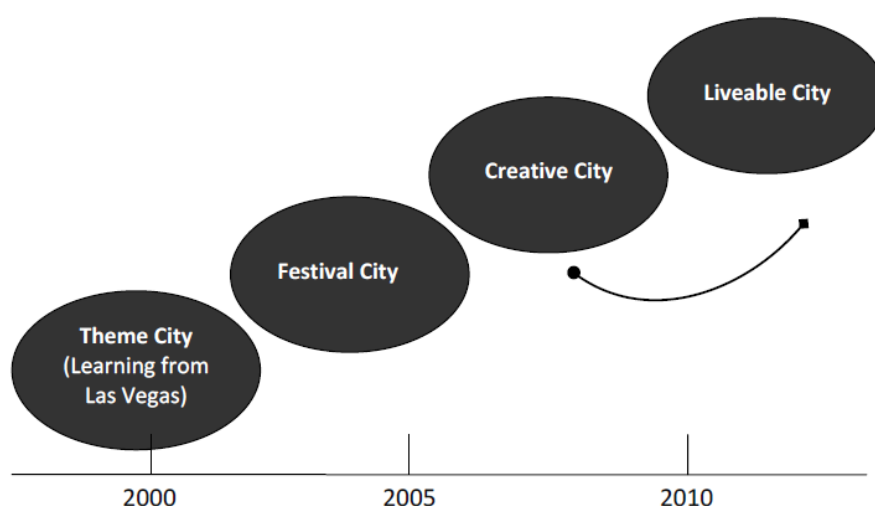 Liveable City
Creative City
Festival City
Theme City
(Learning from
Las Vegas)
2000
2005
2010